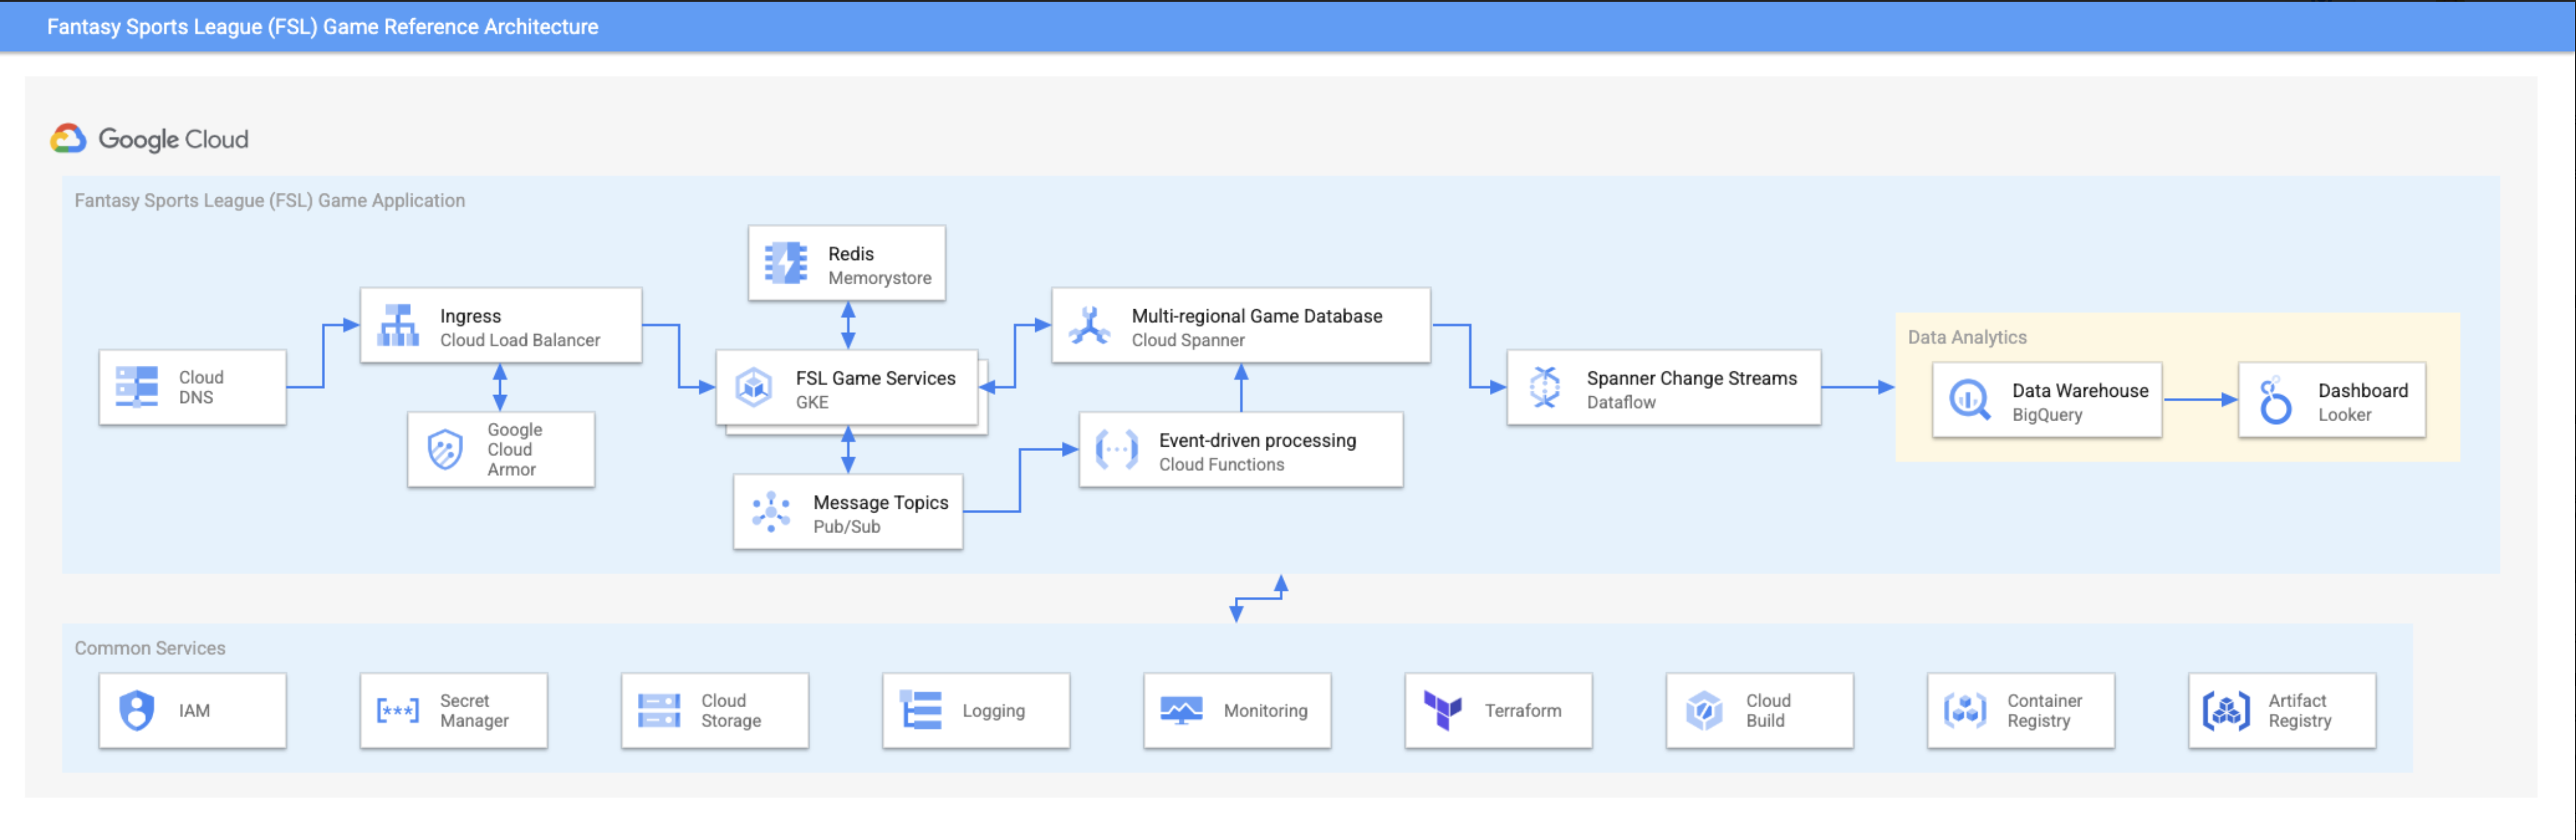 Fantasy Sports League (FSL) Game Reference Architecture
Google Cloud
Fantasy Sports League (FSL) Game Application
Cloud
DNS
Ingress
Cloud Load Balancer
Google
Cloud
Armor
Redis
Memorystore
FSL Game Services
GKE
Message Topics
Pub/Sub
Multi-regional Game Database
Cloud Spanner
Event-driven processing
Cloud Functions
Spanner Change Streams
Dataflow
Data Analytics
Data Warehouse
BigQuery
Dashboard
Looker
Common Services
IAM
Secret
Manager
Cloud
Storage
Logging
Monitoring
Terraform
Cloud
Build
Container
Registry
Artifact
Registry